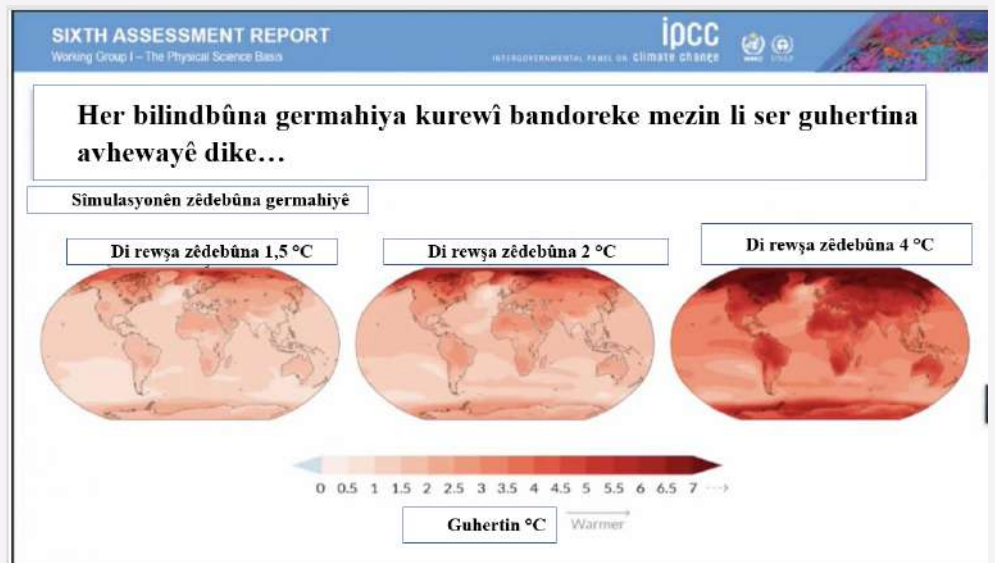 SIXTH ASSESSMENT REPORT
Working Group I – The Physical Science Basis
ipcc
INTERGOVERNMENTAL PANEL ON climate change
WMO UNEP
Her bilindbûna germahiya kurewî bandoreke mezin li ser guhertina
avhewayê dike…
Sîmulasyonên zêdebûna germahiyê
Di rewşa zêdebûna 1,5 °C
Di rewşa zêdebûna 2 °C
Di rewşa zêdebûna 4 °C
0 0.5 1 1.5 2 2.5 3 3.5 4 4.5 5 5.5 6 6.5 7
Guhertin °C
Warmer